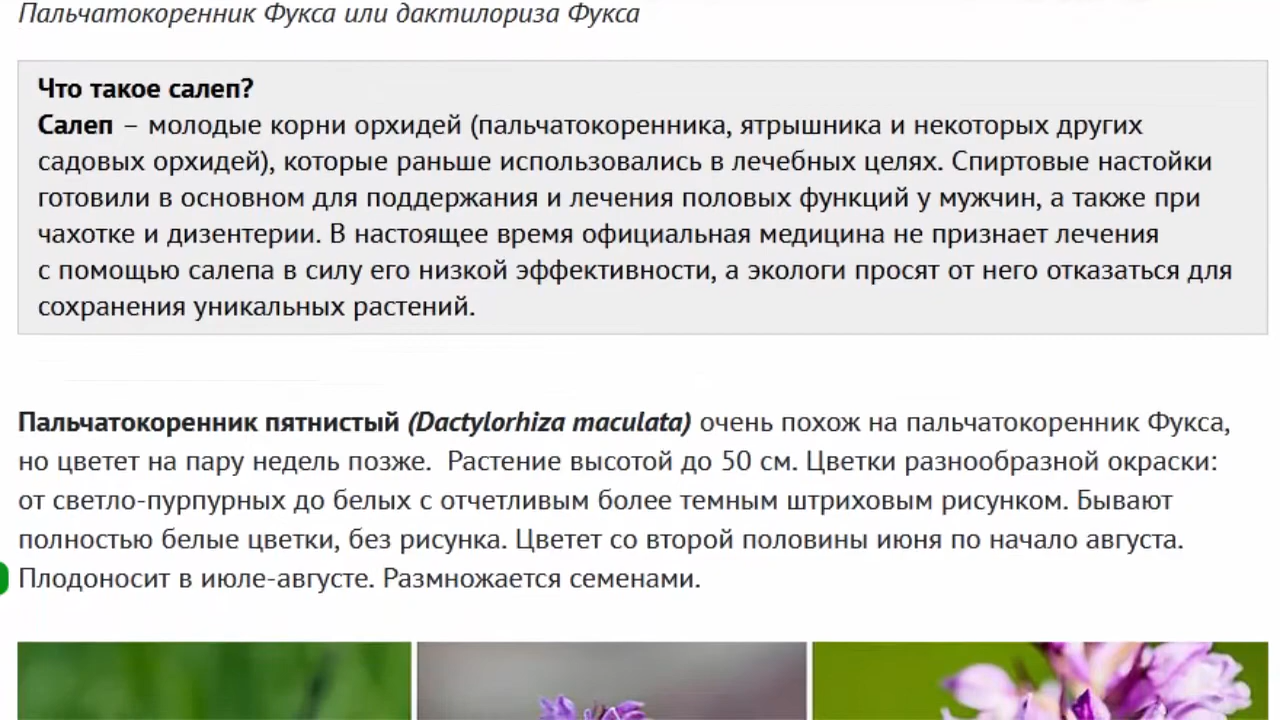 Пальчатокоренник Фукса или дактилориза Фукса
Что такое салеп?
Салеп – молодые корни орхидей (пальчатокоренника, ятрышника и некоторых других
садовых орхидей), которые раньше использовались в лечебных целях. Спиртовые настойки
готовили в основном для поддержания и лечения половых функций у мужчин, а также при
чахотке и дизентерии. В настоящее время официальная медицина не признает лечения
с помощью салепа в силу его низкой эффективности, а экологи просят от него отказаться для
сохранения уникальных растений.
Пальчатокоренник пятнистый (Dactylorhiza maculata) очень похож на пальчатокоренник Фукса,
но цветет на пару недель позже. Растение высотой до 50 см. Цветки разнообразной окраски:
от светло-пурпурных до белых с отчетливым более темным штриховым рисунком. Бывают
полностью белые цветки, без рисунка. Цветет со второй половины июня по начало августа.
Плодоносит в июле-августе. Размножается семенами.